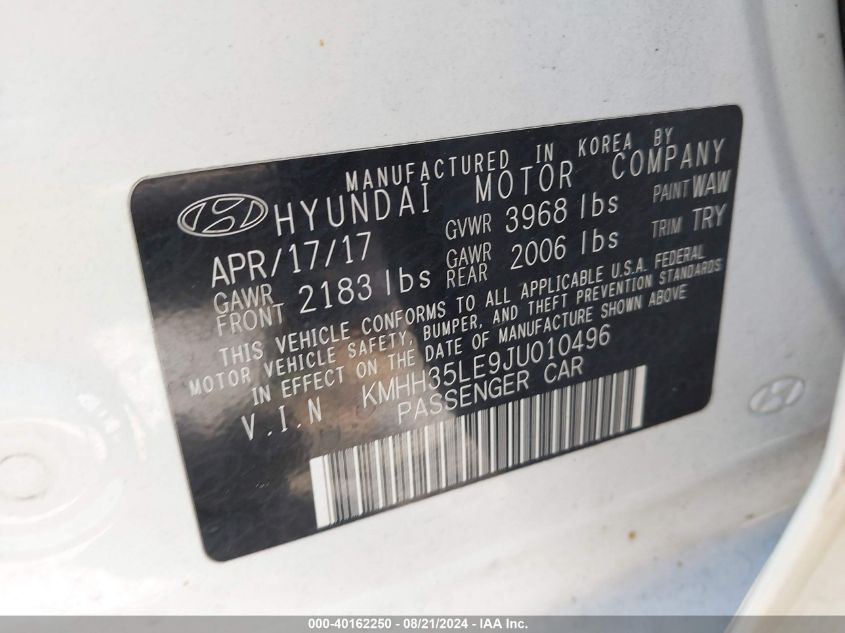 MANUFACTURED IN KOREA BY
HYUNDAI MOTOR COMPANY
APR/17/17 GVWR 3968 lbs PAINT WAW
GAWR FRONT 2183 lbs GAWR REAR 2006 lbs TRIM TRY
THIS VEHICLE CONFORMS TO ALL APPLICABLE U.S.A. FEDERAL
MOTOR VEHICLE SAFETY, BUMPER, AND THEFT PREVENTION STANDARDS
IN EFFECT ON THE DATE OF MANUFACTURE SHOWN ABOVE
V.I.N KMHH35LE9JU010496
PASSENGER CAR
000-40162250 - 08/21/2024 - IAA Inc.